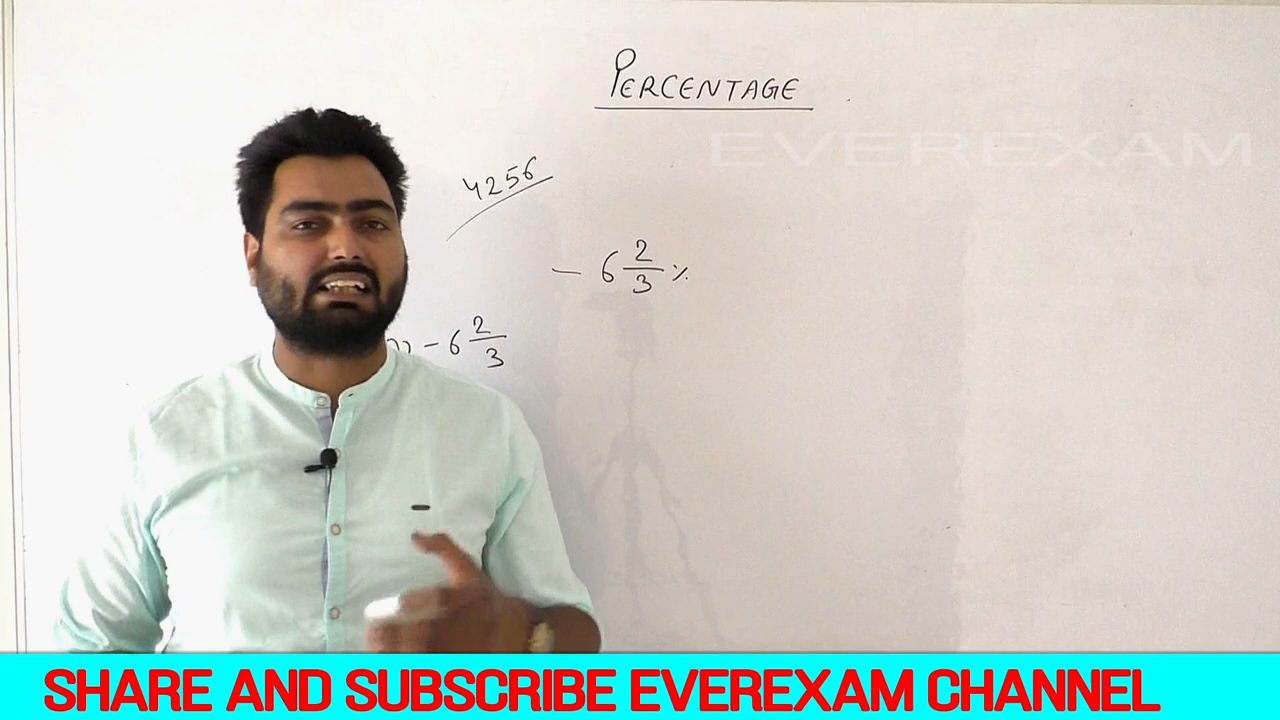 PERCENTAGE
EVEREXAM
4256
– 6 2/3 %
– 6 2/3
SHARE AND SUBSCRIBE EVEREXAM CHANNEL